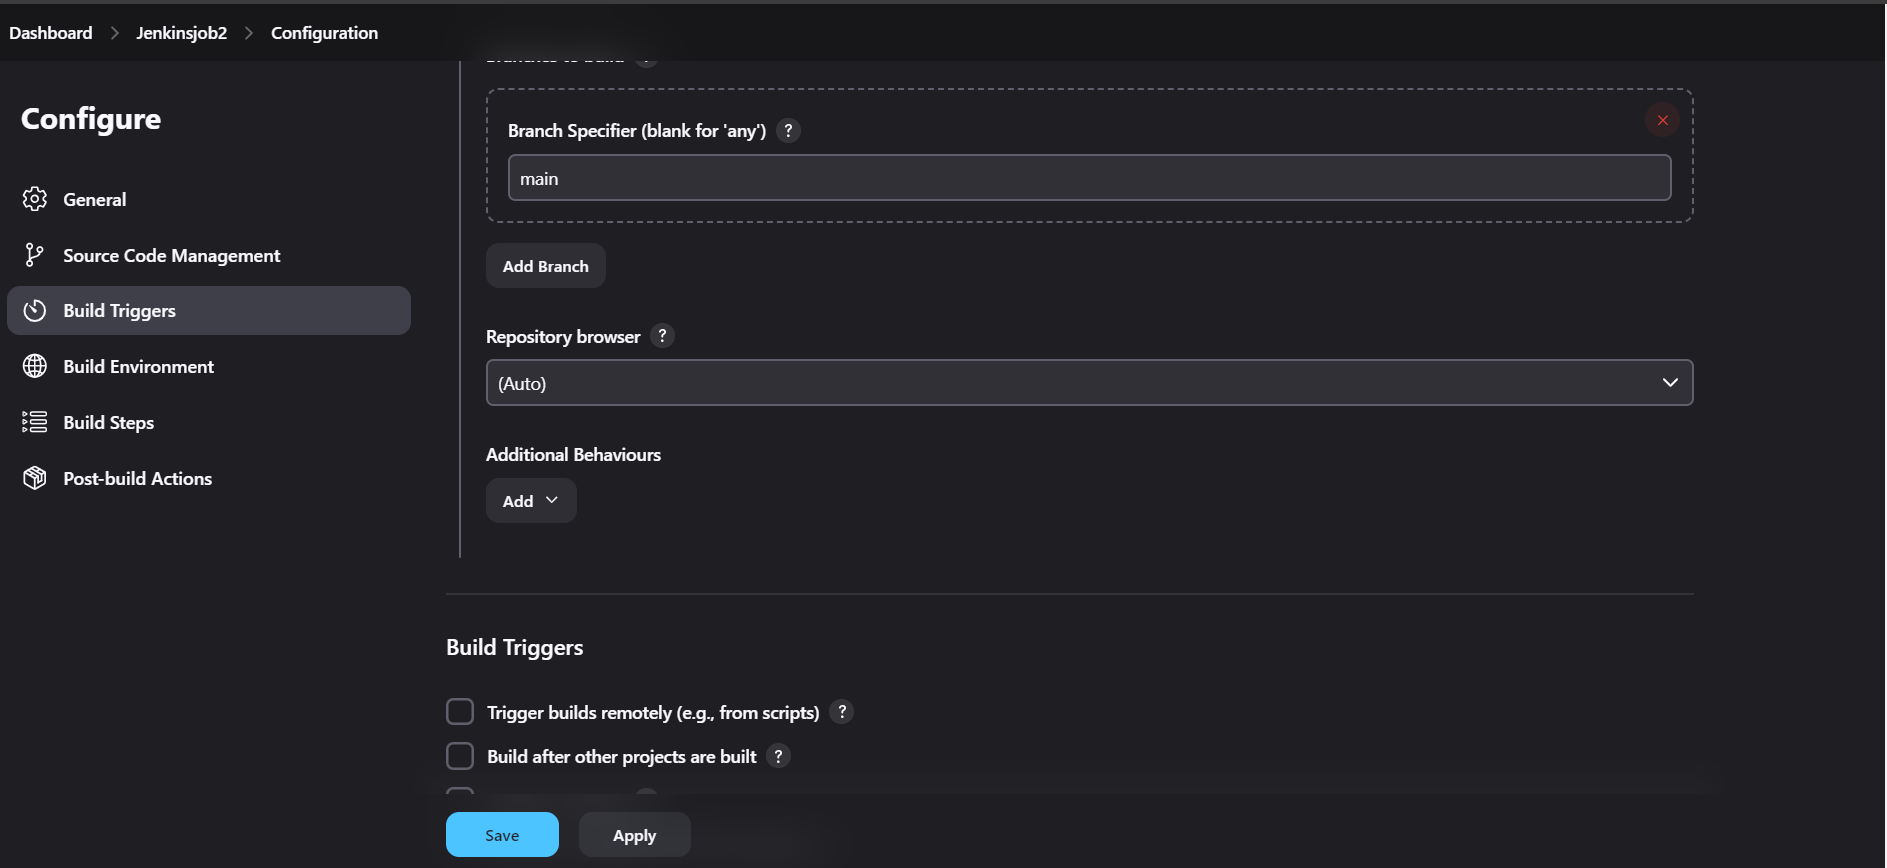 Dashboard > Jenkinsjob2 > Configuration
Configure
General
Source Code Management
Build Triggers
Build Environment
Build Steps
Post-build Actions
Branch Specifier (blank for 'any') ?
main
Add Branch
Repository browser ?
(Auto)
Additional Behaviours
Add
Build Triggers
Trigger builds remotely (e.g., from scripts) ?
Build after other projects are built ?
Save
Apply